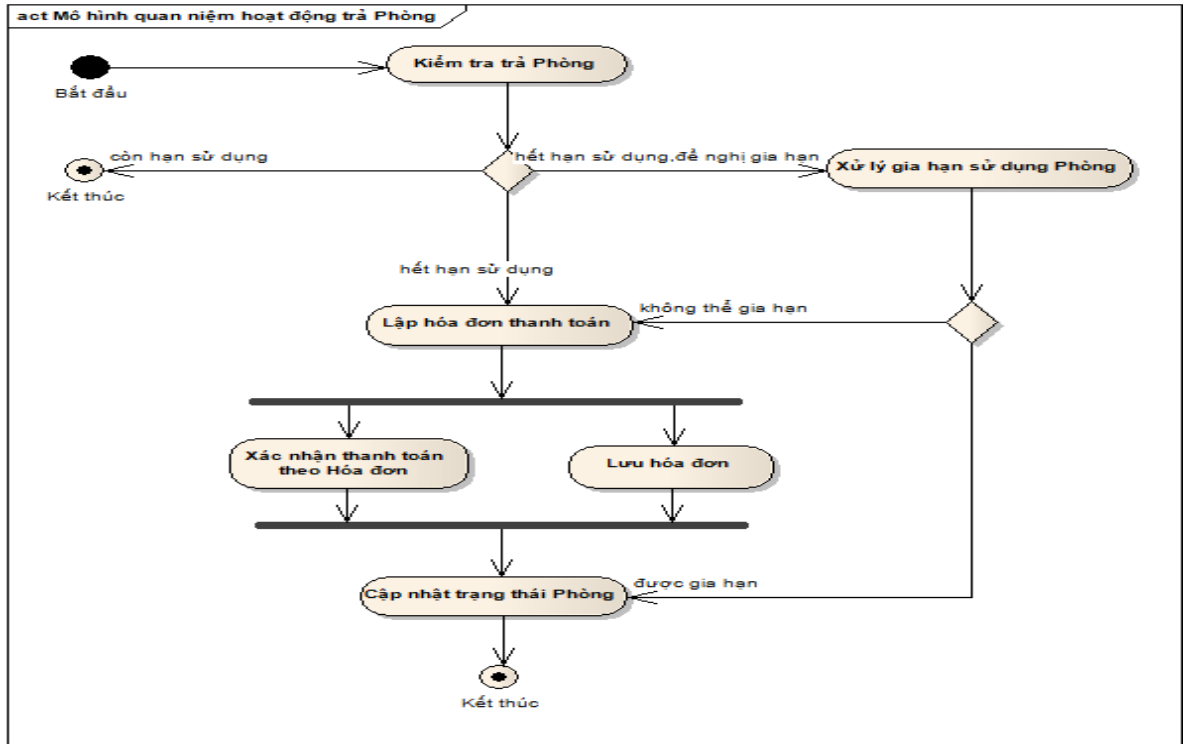 act Mô hình quan niệm hoạt động trả Phòng
Kiểm tra trả Phòng
Bắt đầu
còn hạn sử dụng
hết hạn sử dụng,đề nghị gia hạn
Xử lý gia hạn sử dụng Phòng
Kết thúc
hết hạn sử dụng
không thể gia hạn
Lập hóa đơn thanh toán
Xác nhận thanh toán
theo Hóa đơn
Lưu hóa đơn
được gia hạn
Cập nhật trạng thái Phòng
Kết thúc